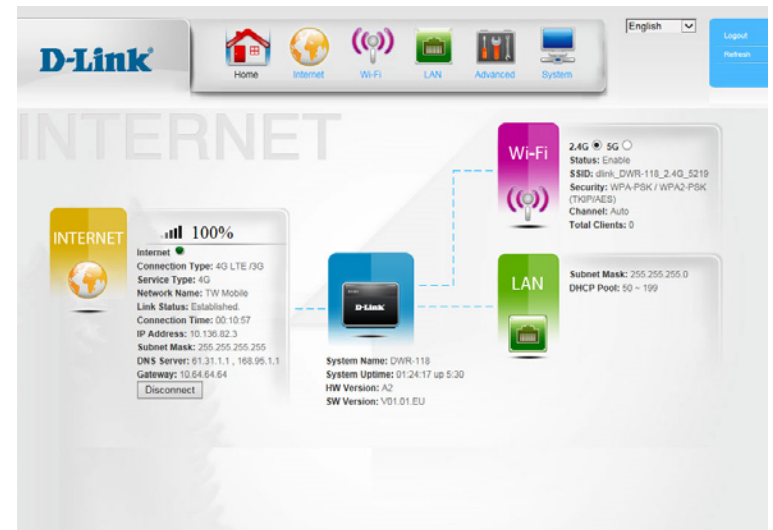 D-Link
Home
Internet
Wi-Fi
LAN
Advanced
System
English
Logout
Refresh
INTERNET
INTERNET
100%
Internet
Connection Type: 4G LTE /3G
Service Type: 4G
Network Name: TW Mobile
Link Status: Established.
Connection Time: 00:10:57
IP Address: 10.136.82.3
Subnet Mask: 255.255.255.255
DNS Server: 61.31.1.1 , 168.95.1.1
Gateway: 10.64.64.64
Disconnect
D-Link
System Name: DWR-118
System Uptime: 01:24:17 up 5:30
HW Version: A2
SW Version: V01.01.EU
Wi-Fi
2.4G 5G
Status: Enable
SSID: dlink_DWR-118_2.4G_5219
Security: WPA-PSK / WPA2-PSK
(TKIP/AES)
Channel: Auto
Total Clients: 0
LAN
Subnet Mask: 255.255.255.0
DHCP Pool: 50 ~ 199